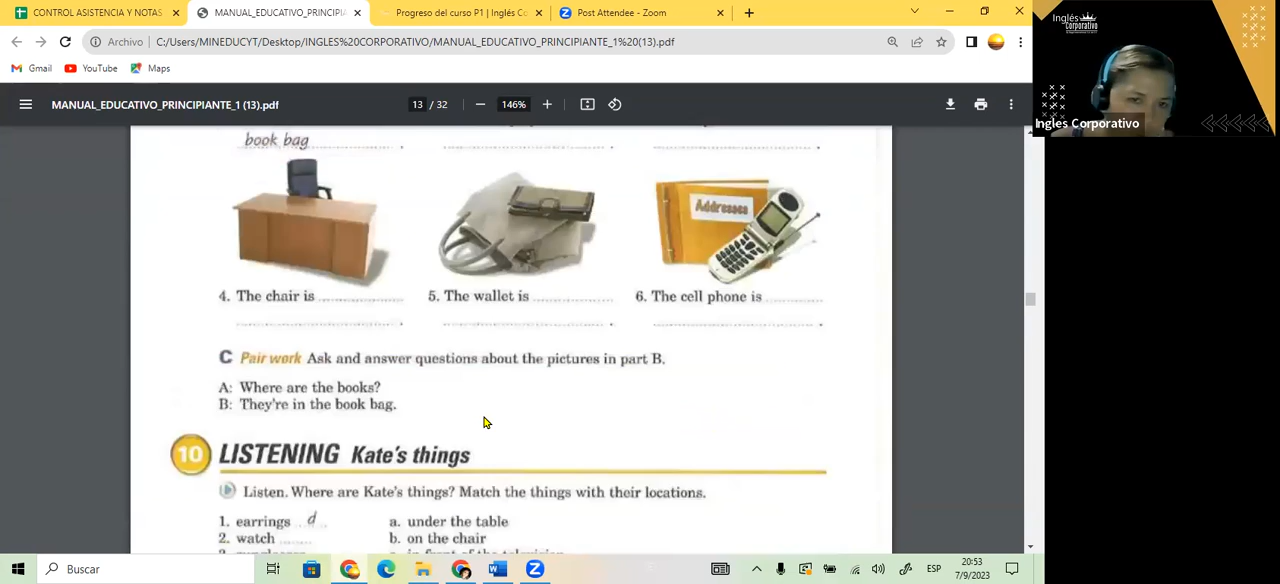 CONTROL ASISTENCIA Y NOTAS
MANUAL_EDUCATIVO_PRINCIPIA
Progreso del curso P1 | Inglés Co
Post Attendee - Zoom
Archivo
C:/Users/MINEDUCYT/Desktop/INGLES%20CORPORATIVO/MANUAL_EDUCATIVO_PRINCIPIANTE_1%20(13).pdf
Gmail
YouTube
Maps
MANUAL_EDUCATIVO_PRINCIPIANTE_1 (13).pdf
13 / 32
146%
Inglés
Corporativo
Ingles Corporativo
book bag
Addresses
4. The chair is
5. The wallet is
6. The cell phone is
C Pair work Ask and answer questions about the pictures in part B.
A: Where are the books?
B: They're in the book bag.
10 LISTENING Kate's things
Listen. Where are Kate's things? Match the things with their locations.
1. earrings d
a. under the table
2. watch
b. on the chair
Buscar
ESP
20:53
7/9/2023